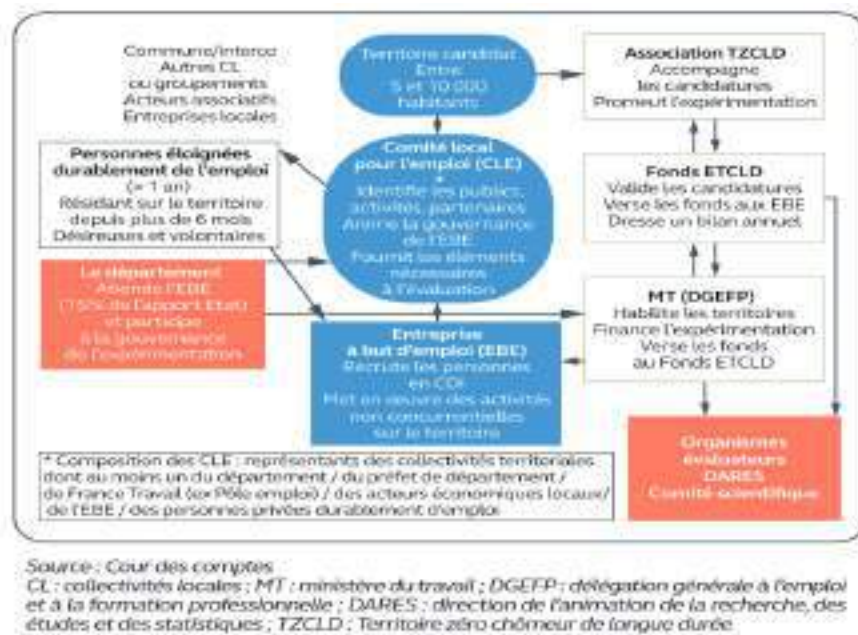 Commune/Interco
Autres CL
ou groupements
Acteurs associatifs
Entreprises locales
Territoire candidat
Entre
5 et 10 000
habitants
Association TZCLD
Accompagne
les candidatures
Promeut l'expérimentation
Personnes éloignées
durablement de l'emploi
(> 1 an)
Résidant sur le territoire
depuis plus de 6 mois
Désireuses et volontaires
Comité local
pour l'emploi (CLE)
*
Identifie les publics,
activités, partenaires
Anime la gouvernance
de l'EBE
Fournit les éléments
nécessaires
à l'évaluation
Fonds ETCLD
Valide les candidatures
Verse les fonds aux EBE
Dresse un bilan annuel
Le département
l'EBE
(15% de l'apport Etat)
et participe
à la gouvernance
de l'expérimentation
MT (DGEFP)
Habilite les territoires
Finance l'expérimentation
Verse les fonds
au Fonds ETCLD
Entreprise
à but d'emploi (EBE)
Recrute les personnes
en CDI
Met en oeuvre des activités
non concurrentielles
sur le territoire
Organismes
évaluateurs
DARES
Comité scientifique
* Composition des CLE : représentants des collectivités territoriales
dont au moins un du département / du préfet de département /
de France Travail (ex Pôle emploi) / des acteurs économiques locaux/
de l'EBE / des personnes privées durablement d'emploi
Source : Cour des comptes
CL : collectivités locales ; MT : ministère du travail ; DGEFP : délégation générale à l'emploi
et à la formation professionnelle ; DARES : direction de l'animation de la recherche, des
études et des statistiques ; TZCLD : Territoire zéro chômeur de longue durée